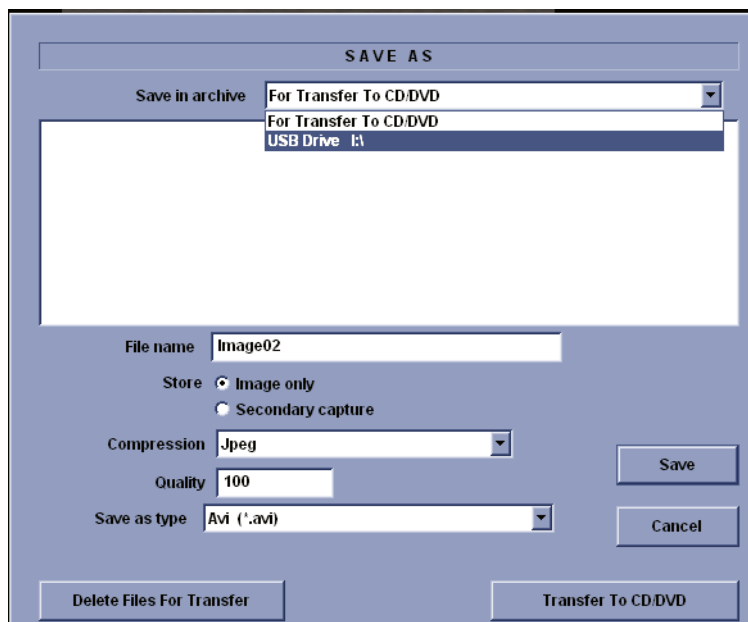 SAVE AS
Save in archive For Transfer To CD/DVD
For Transfer To CD/DVD
USB Drive I:\
File name Image02
Store Image only
Secondary capture
Compression Jpeg
Quality 100
Save
Save as type Avi (*.avi)
Cancel
Delete Files For Transfer Transfer To CD/DVD